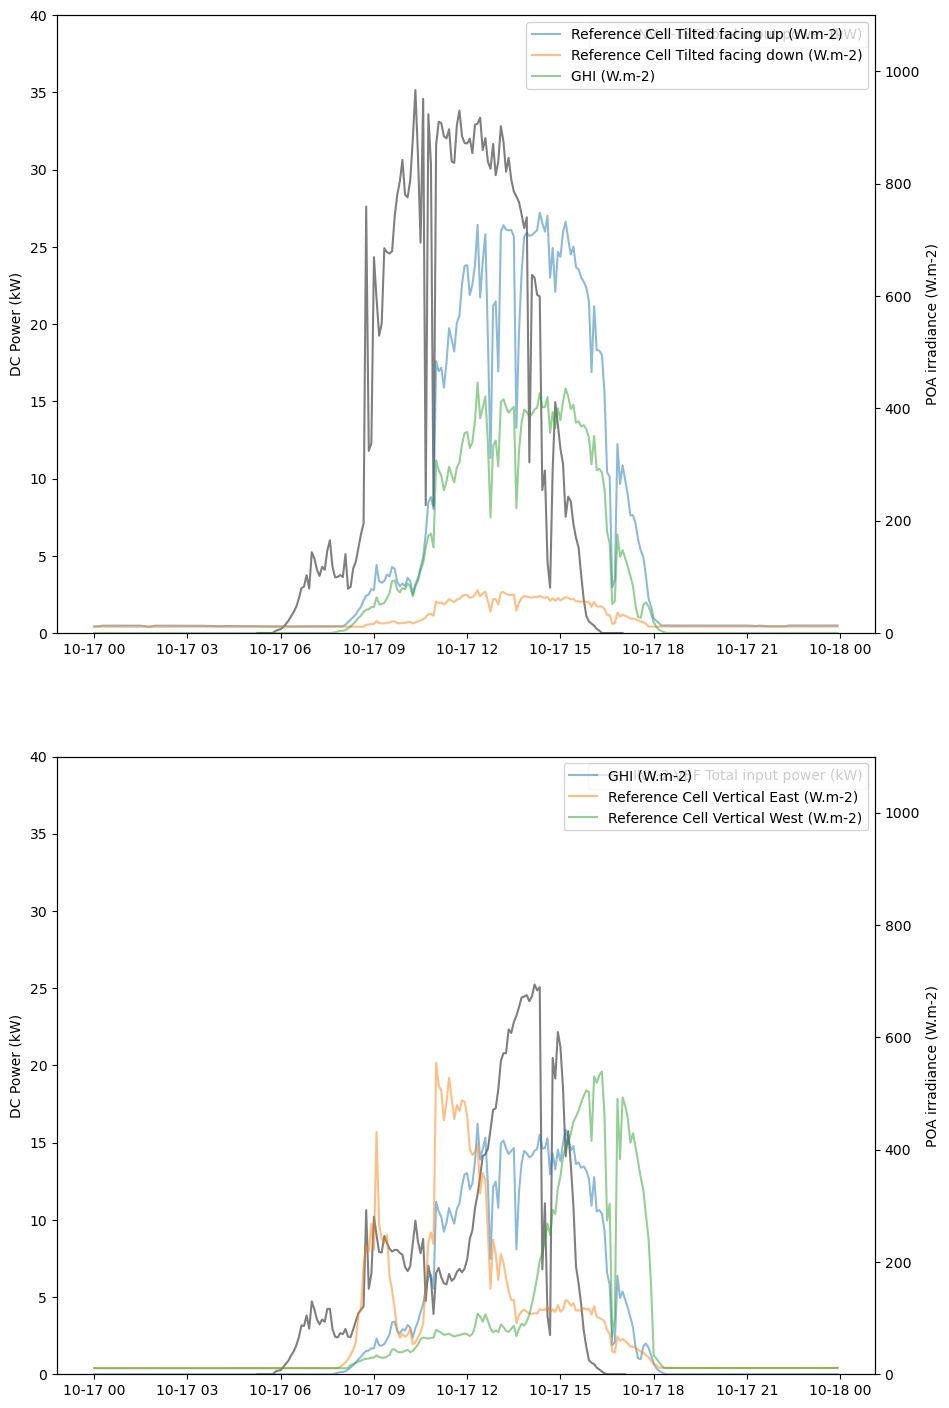 40
35
30
25
20
15
10
5
0
DC Power (kW)
Reference Cell Tilted facing up (W.m-2)
Reference Cell Tilted facing down (W.m-2)
GHI (W.m-2)
1000
800
600
400
200
0
POA irradiance (W.m-2)
10-17 00 10-17 03 10-17 06 10-17 09 10-17 12 10-17 15 10-17 18 10-17 21 10-18 00
40
35
30
25
20
15
10
5
0
DC Power (kW)
GHI (W.m-2) Total input power (kW)
Reference Cell Vertical East (W.m-2)
Reference Cell Vertical West (W.m-2)
1000
800
600
400
200
0
POA irradiance (W.m-2)
10-17 00 10-17 03 10-17 06 10-17 09 10-17 12 10-17 15 10-17 18 10-17 21 10-18 00